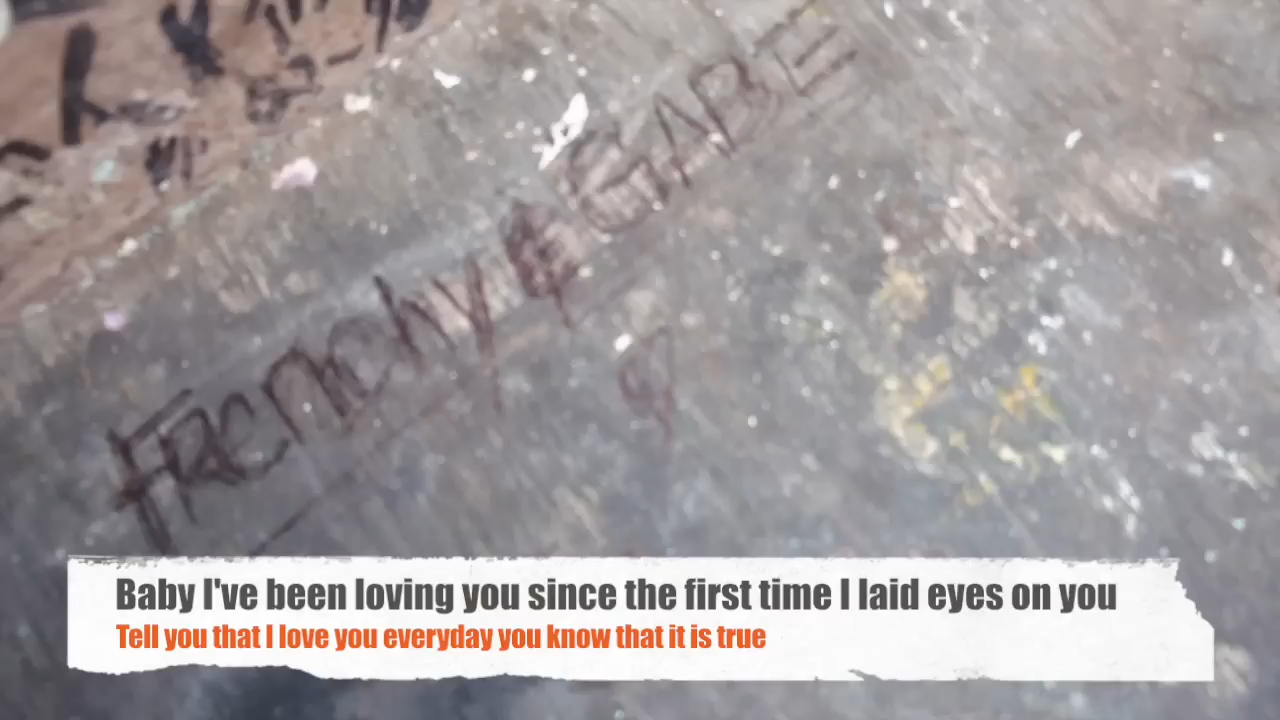 Frenchy & GABE
Baby I've been loving you since the first time I laid eyes on you
Tell you that I love you everyday you know that it is true